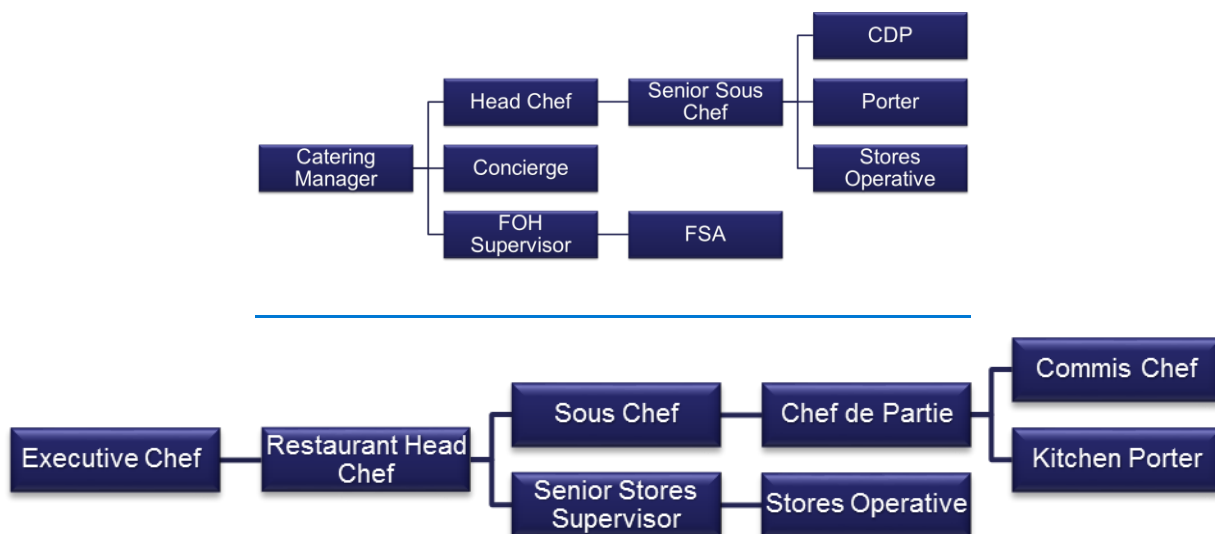 CDP
Head Chef
Senior Sous
Chef
Porter
Catering
Manager
Concierge
Stores
Operative
FOH
Supervisor
FSA
Commis Chef
Sous Chef
Chef de Partie
Executive Chef
Restaurant Head
Chef
Kitchen Porter
Senior Stores
Supervisor
Stores Operative